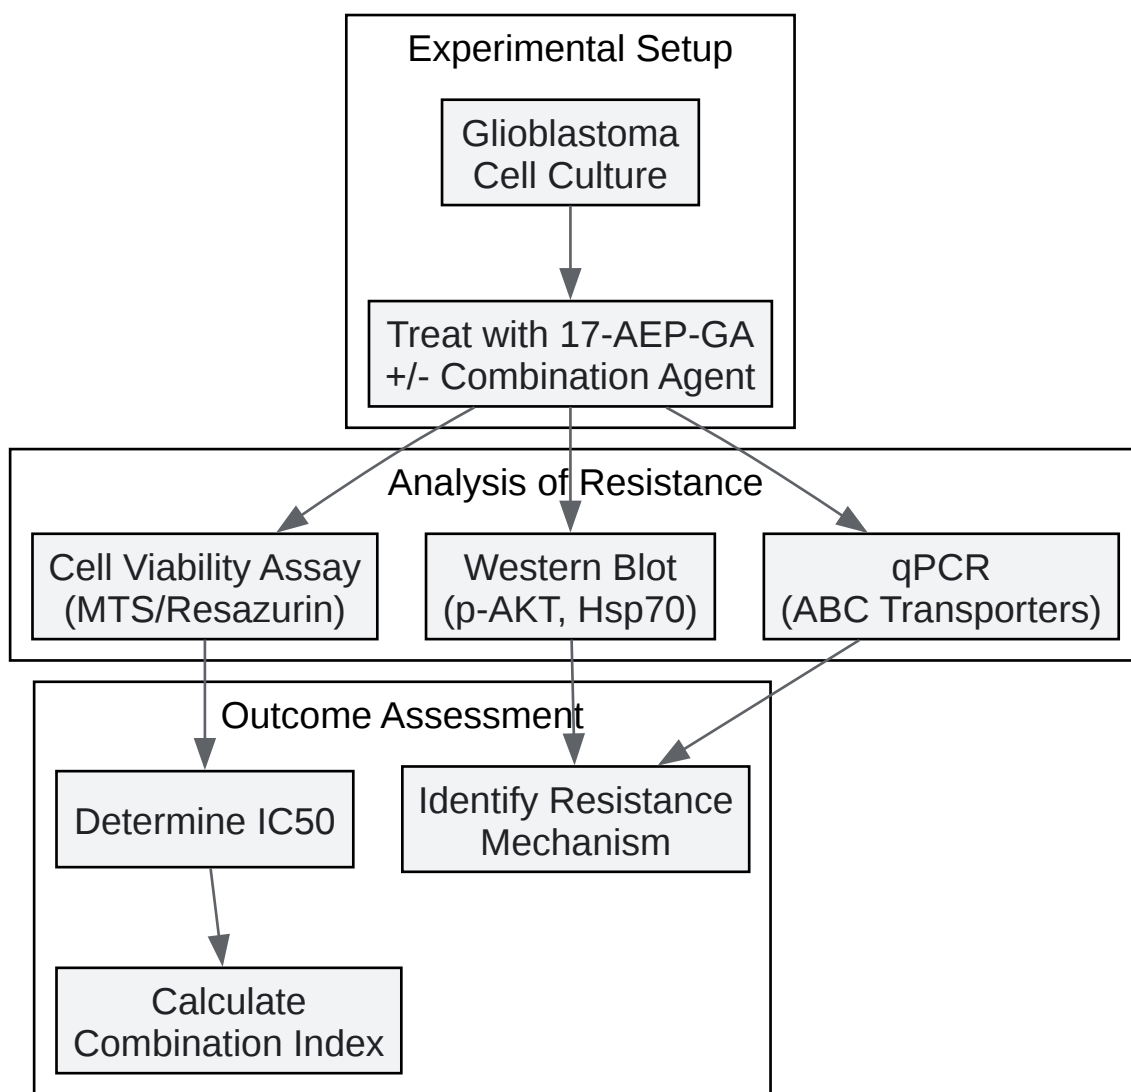 Experimental Setup
Glioblastoma
Cell Culture
Treat with 17-AEP-GA
+/- Combination Agent
Analysis of Resistance
Cell Viability Assay
(MTS/Resazurin)
Western Blot
(p-AKT, Hsp70)
qPCR
(ABC Transporters)
Outcome Assessment
Determine IC50
Identify Resistance
Mechanism
Calculate
Combination Index